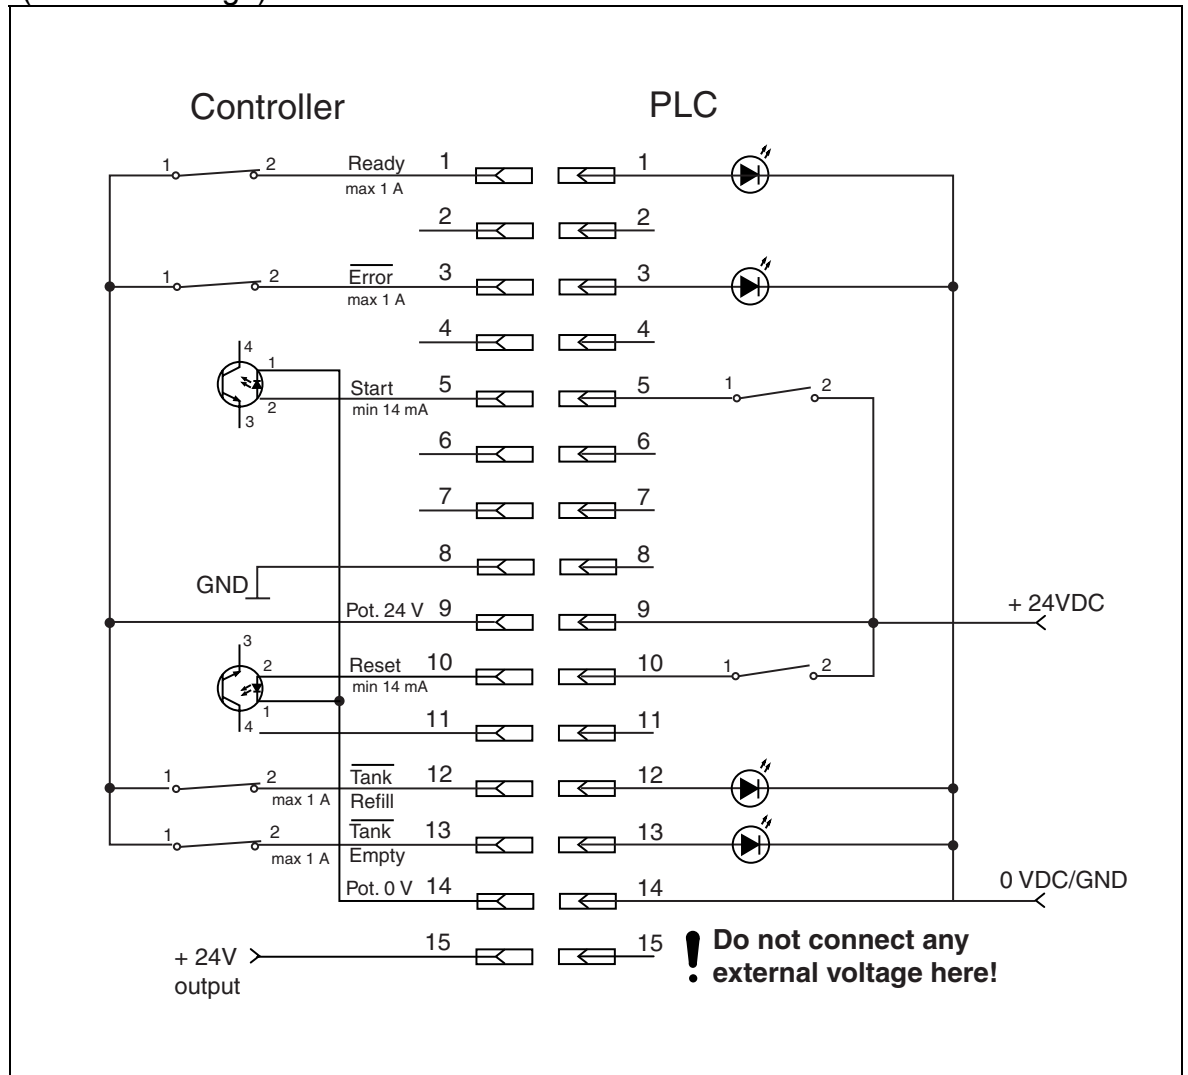 Controller PLC
1 2 Ready 1 1
max 1 A
2 2
1 2 Error 3 3
max 1 A
4 4
4
1
Start 5 5 1 2
2 min 14 mA
3
6 6
7 7
8 8
GND
Pot. 24 V 9 9 + 24VDC
3
2 Reset 10 10 1 2
min 14 mA
1
4 11 11
1 2 Tank 12 12
max 1 A Refill
1 2 Tank 13 13
max 1 A Empty
Pot. 0 V 14 14 0 VDC/GND
15 15 ! Do not connect any
+ 24V external voltage here!
output